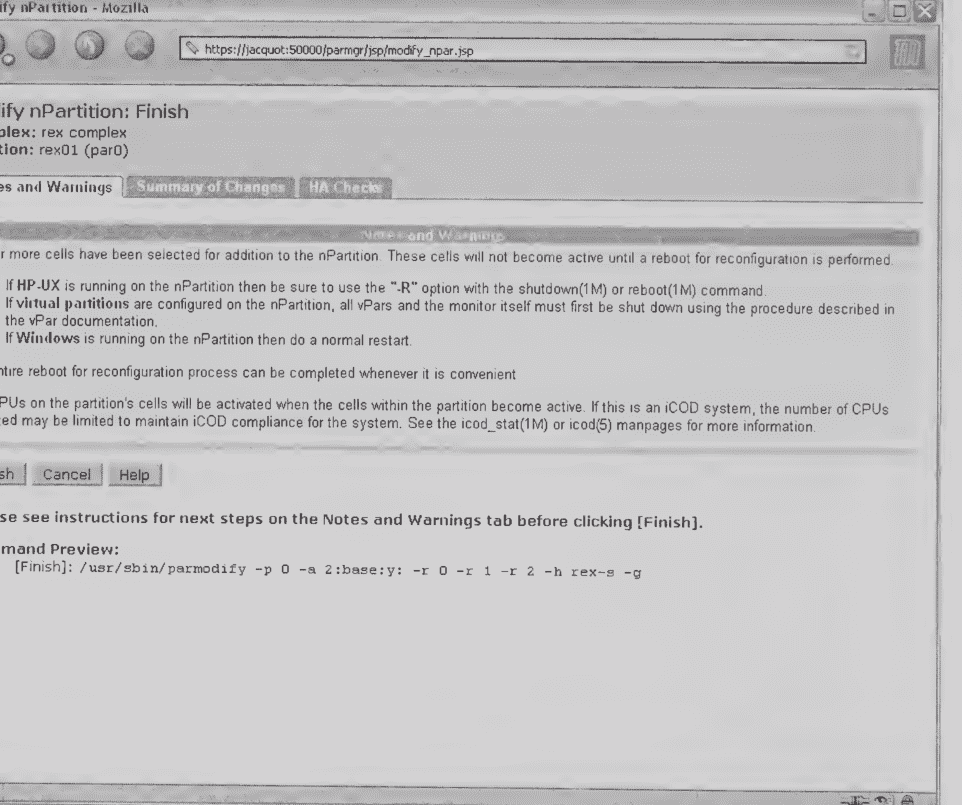 ify nPartition - Mozilla
https://jacquot:50000/parmgr/jsp/modify_npar.jsp
ify nPartition: Finish
plex: rex complex
tion: rex01 (par0)
es and Warnings Summary of Changes HA Checks
Notes and Warnings
r more cells have been selected for addition to the nPartition. These cells will not become active until a reboot for reconfiguration is performed.
If HP-UX is running on the nPartition then be sure to use the "-R" option with the shutdown(1M) or reboot(1M) command.
If virtual partitions are configured on the nPartition, all vPars and the monitor itself must first be shut down using the procedure described in
the vPar documentation.
If Windows is running on the nPartition then do a normal restart.
ntire reboot for reconfiguration process can be completed whenever it is convenient
PUs on the partition's cells will be activated when the cells within the partition become active. If this is an iCOD system, the number of CPUs
ed may be limited to maintain iCOD compliance for the system. See the icod_stat(1M) or icod(5) manpages for more information.
sh Cancel Help
se see instructions for next steps on the Notes and Warnings tab before clicking [Finish].
mand Preview:
[Finish]: /usr/sbin/parmodify -p 0 -a 2:base:y: -r 0 -r 1 -r 2 -h rex-s -g